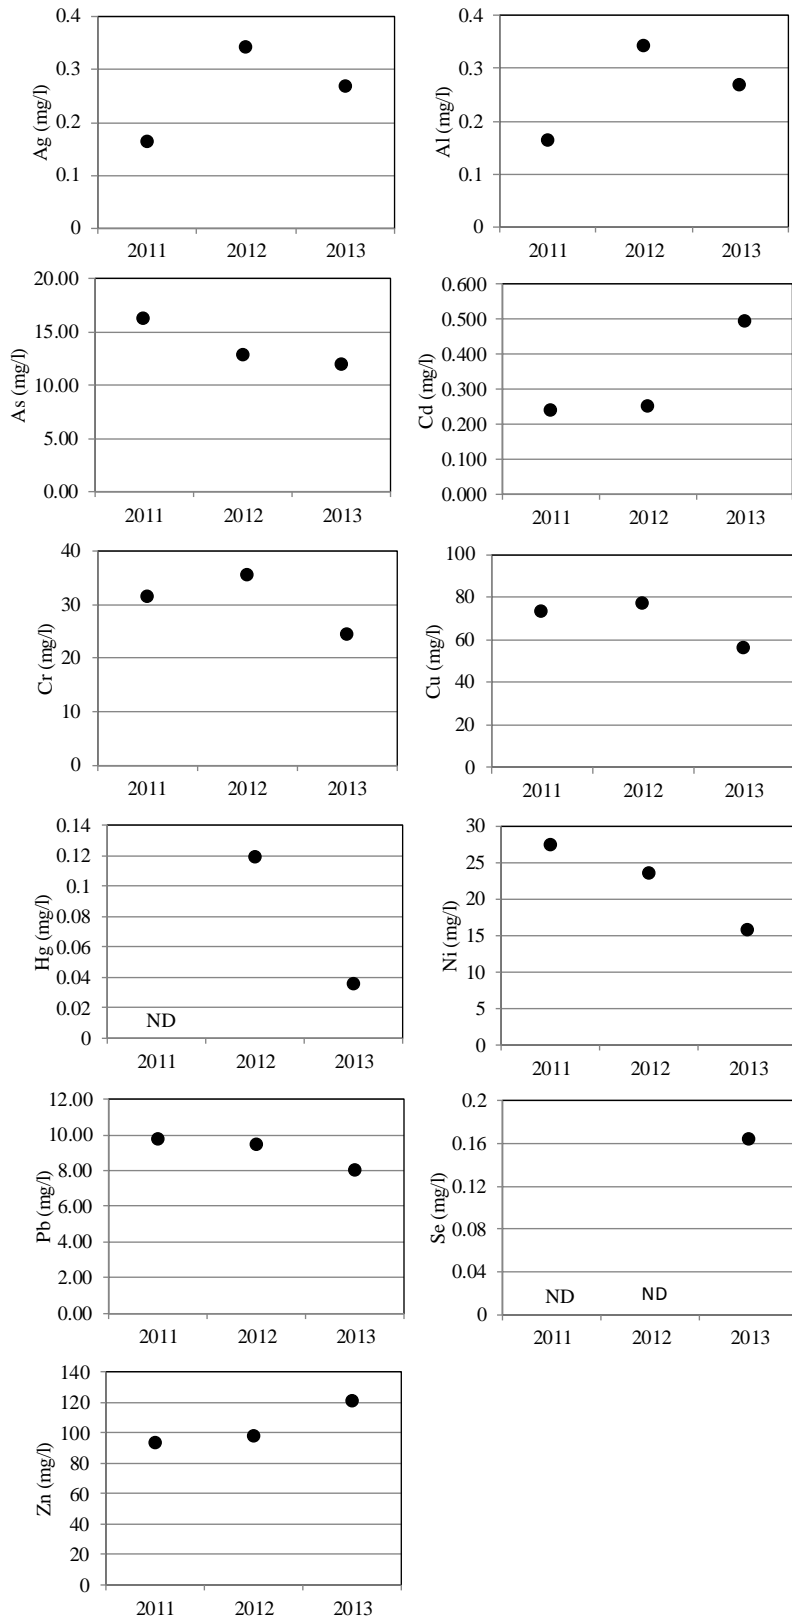 0.4
0.3
0.2
0.1
0
Ag (mg/l)
2011 2012 2013
0.4
0.3
0.2
0.1
0
Al (mg/l)
2011 2012 2013
20.00
15.00
10.00
5.00
0.00
As (mg/l)
2011 2012 2013
0.600
0.500
0.400
0.300
0.200
0.100
0.000
Cd (mg/l)
2011 2012 2013
40
30
20
10
0
Cr (mg/l)
2011 2012 2013
100
80
60
40
20
0
Cu (mg/l)
2011 2012 2013
0.14
0.12
0.1
0.08
0.06
0.04
0.02
0
Hg (mg/l)
ND
2011 2012 2013
30
25
20
15
10
5
0
Ni (mg/l)
2011 2012 2013
12.00
10.00
8.00
6.00
4.00
2.00
0.00
Pb (mg/l)
2011 2012 2013
0.2
0.16
0.12
0.08
0.04
0
Se (mg/l)
ND ND
2011 2012 2013
140
120
100
80
60
40
20
0
Zn (mg/l)
2011 2012 2013